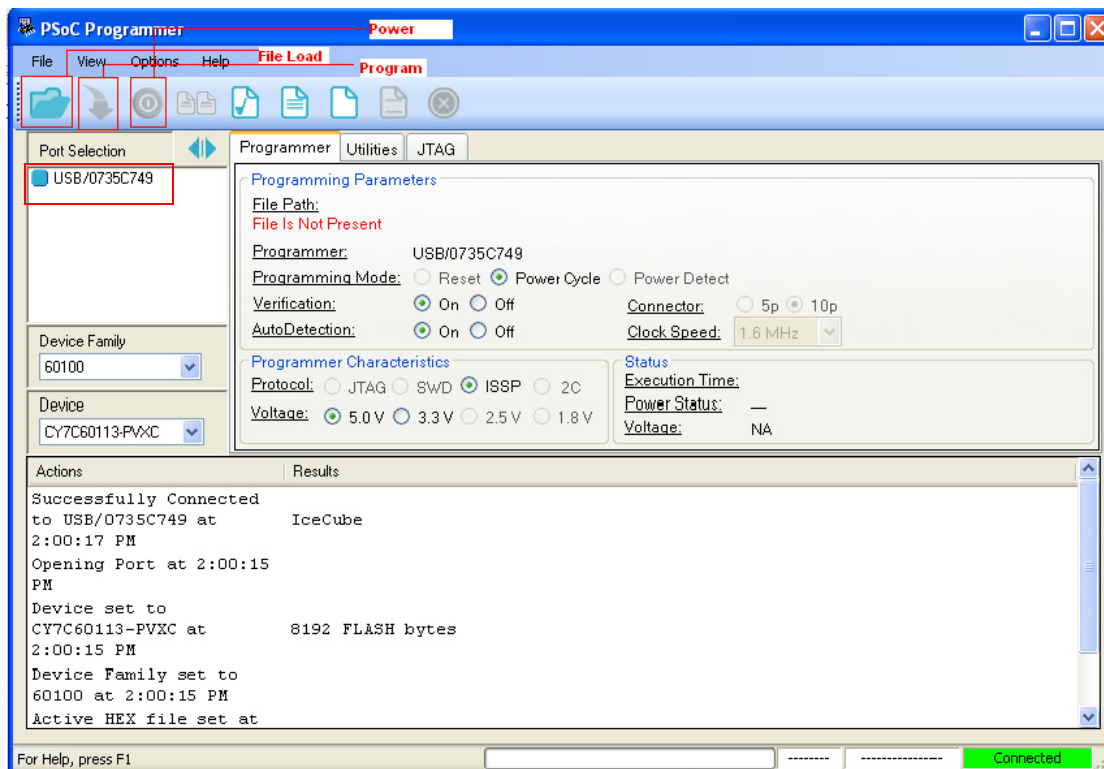 PSoC Programmer
Power
File View Options Help
File Load
Program
Port Selection
USB/0735C749
Device Family
60100
Device
CY7C60113-PVXC
Programmer Utilities JTAG
Programming Parameters
File Path:
File Is Not Present
Programmer: USB/0735C749
Programming Mode: Reset Power Cycle Power Detect
Verification: On Off Connector: 5p 10p
AutoDetection: On Off Clock Speed: 1.6 MHz
Programmer Characteristics
Protocol: JTAG SWD ISSP 2C
Voltage: 5.0 V 3.3 V 2.5 V 1.8 V
Status
Execution Time:
Power Status: —
Voltage: NA
Actions Results
Successfully Connected
to USB/0735C749 at IceCube
2:00:17 PM
Opening Port at 2:00:15
PM
Device set to
CY7C60113-PVXC at 8192 FLASH bytes
2:00:15 PM
Device Family set to
60100 at 2:00:15 PM
Active HEX file set at
For Help, press F1 -------- ---------------- Connected